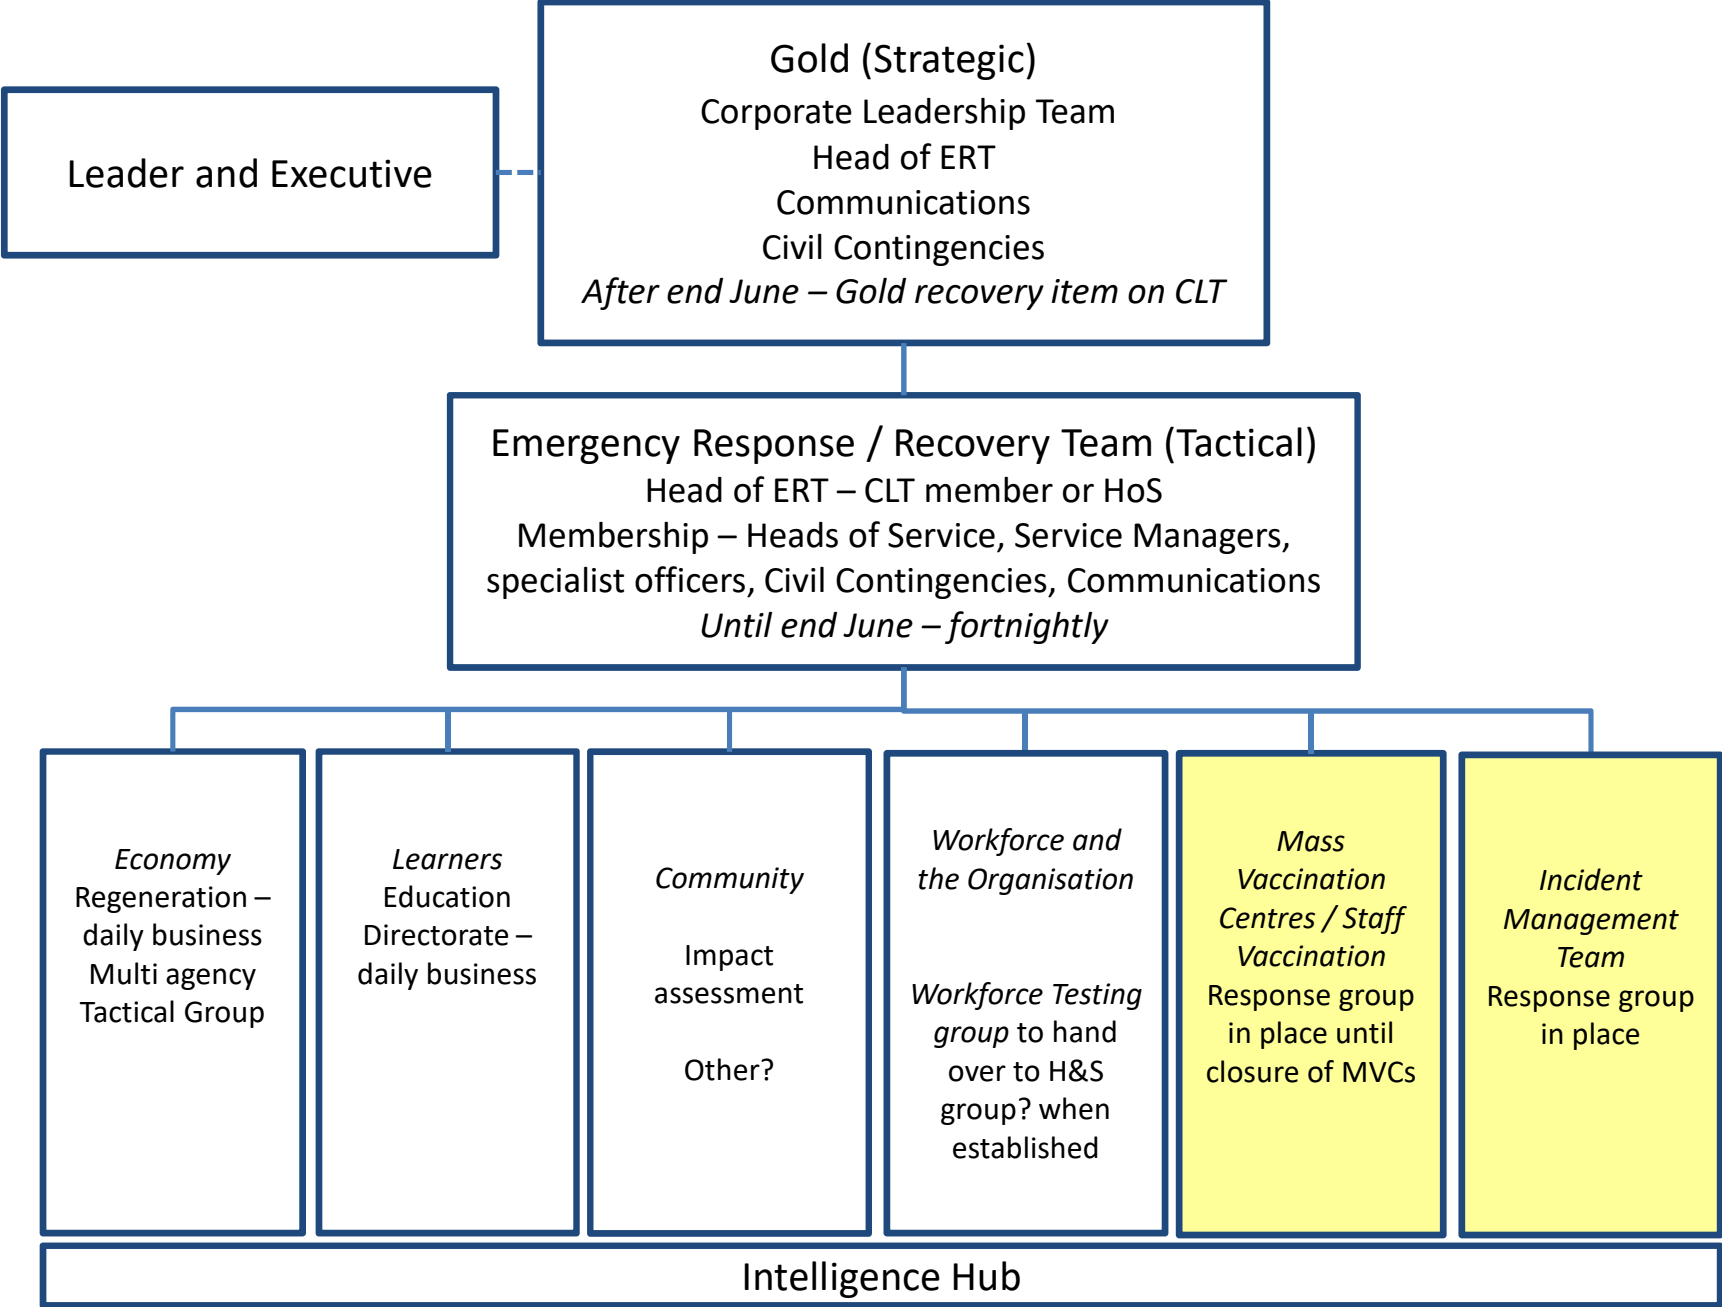 Gold (Strategic)
Corporate Leadership Team
Head of ERT
Communications
Civil Contingencies
After end June – Gold recovery item on CLT
Leader and Executive
Emergency Response / Recovery Team (Tactical)
Head of ERT – CLT member or HoS
Membership – Heads of Service, Service Managers,
specialist officers, Civil Contingencies, Communications
Until end June – fortnightly
Economy
Regeneration –
daily business
Multi agency
Tactical Group
Learners
Education
Directorate –
daily business
Community
Impact
assessment
Other?
Workforce and
the Organisation
Workforce Testing
group to hand
over to H&S
group? when
established
Mass
Vaccination
Centres / Staff
Vaccination
Response group
in place until
closure of MVCs
Incident
Management
Team
Response group
in place
Intelligence Hub